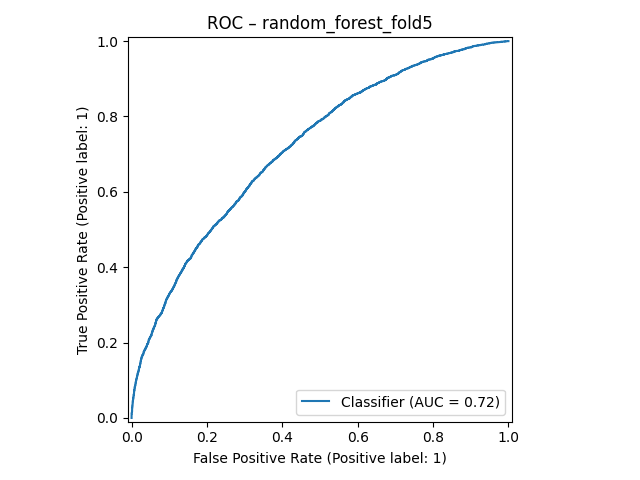 ROC – random_forest_fold5
True Positive Rate (Positive label: 1)
1.0
0.8
0.6
0.4
0.2
0.0
Classifier (AUC = 0.72)
0.0 0.2 0.4 0.6 0.8 1.0
False Positive Rate (Positive label: 1)